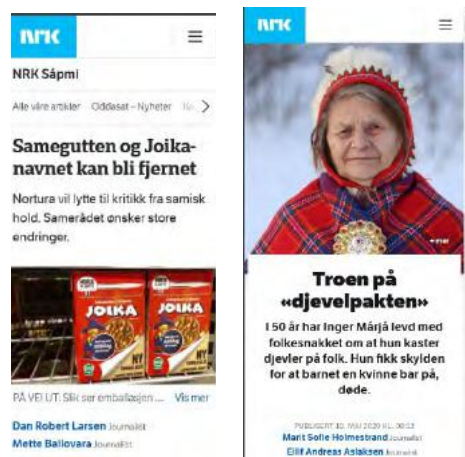 nrk
NRK Sápmi
Alle våre artikler Oddasat – Nyheter
Samegutten og Joika-
navnet kan bli fjernet
Nortura vil lytte til kritikk fra samisk
hold. Samerådet ønsker store
endringer.
JOIKA JOIKA
NY NY
PÅ VEI UT: Slik ser emballasjen ... Vis mer
Dan Robert Larsen Journalist
Mette Ballovara Journalist
nrk
Troen på
«djevelpakten»
I 50 år har Inger Márjá levd med
folkesnakket om at hun kaster
djevler på folk. Hun fikk skylden
for at barnet en kvinne bar på,
døde.
PUBLISERT 10. MAI 2020 KL.
Marit Solie Holmestrand Journalist
Eilif Andreas Aslaksen Journalist